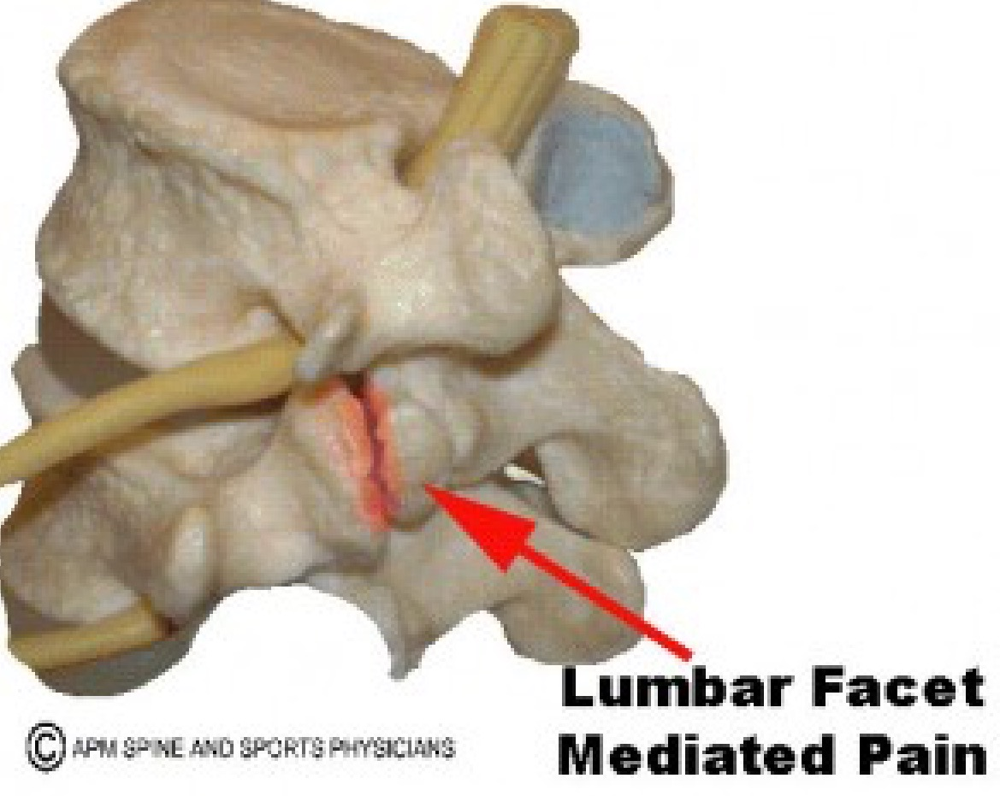 Lumbar Facet
Mediated Pain
© APM SPINE AND SPORTS PHYSICIANS